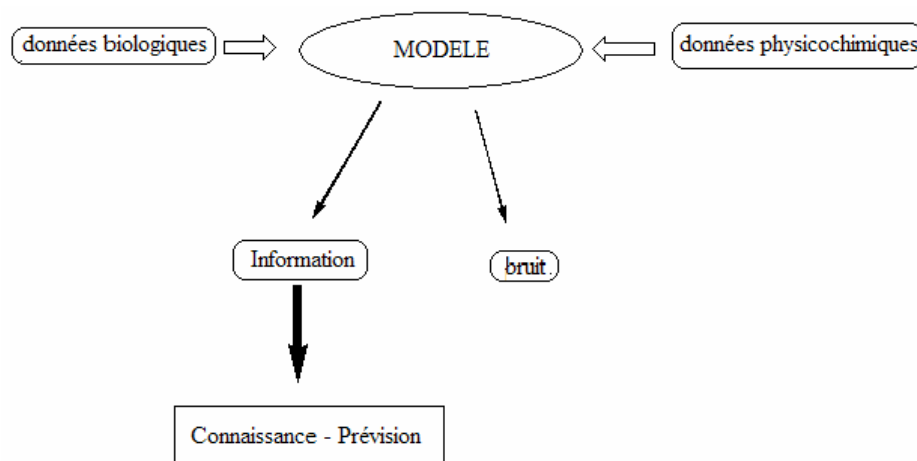 données biologiques
MODELE
données physicochimiques
Information
bruit
Connaissance - Prévision